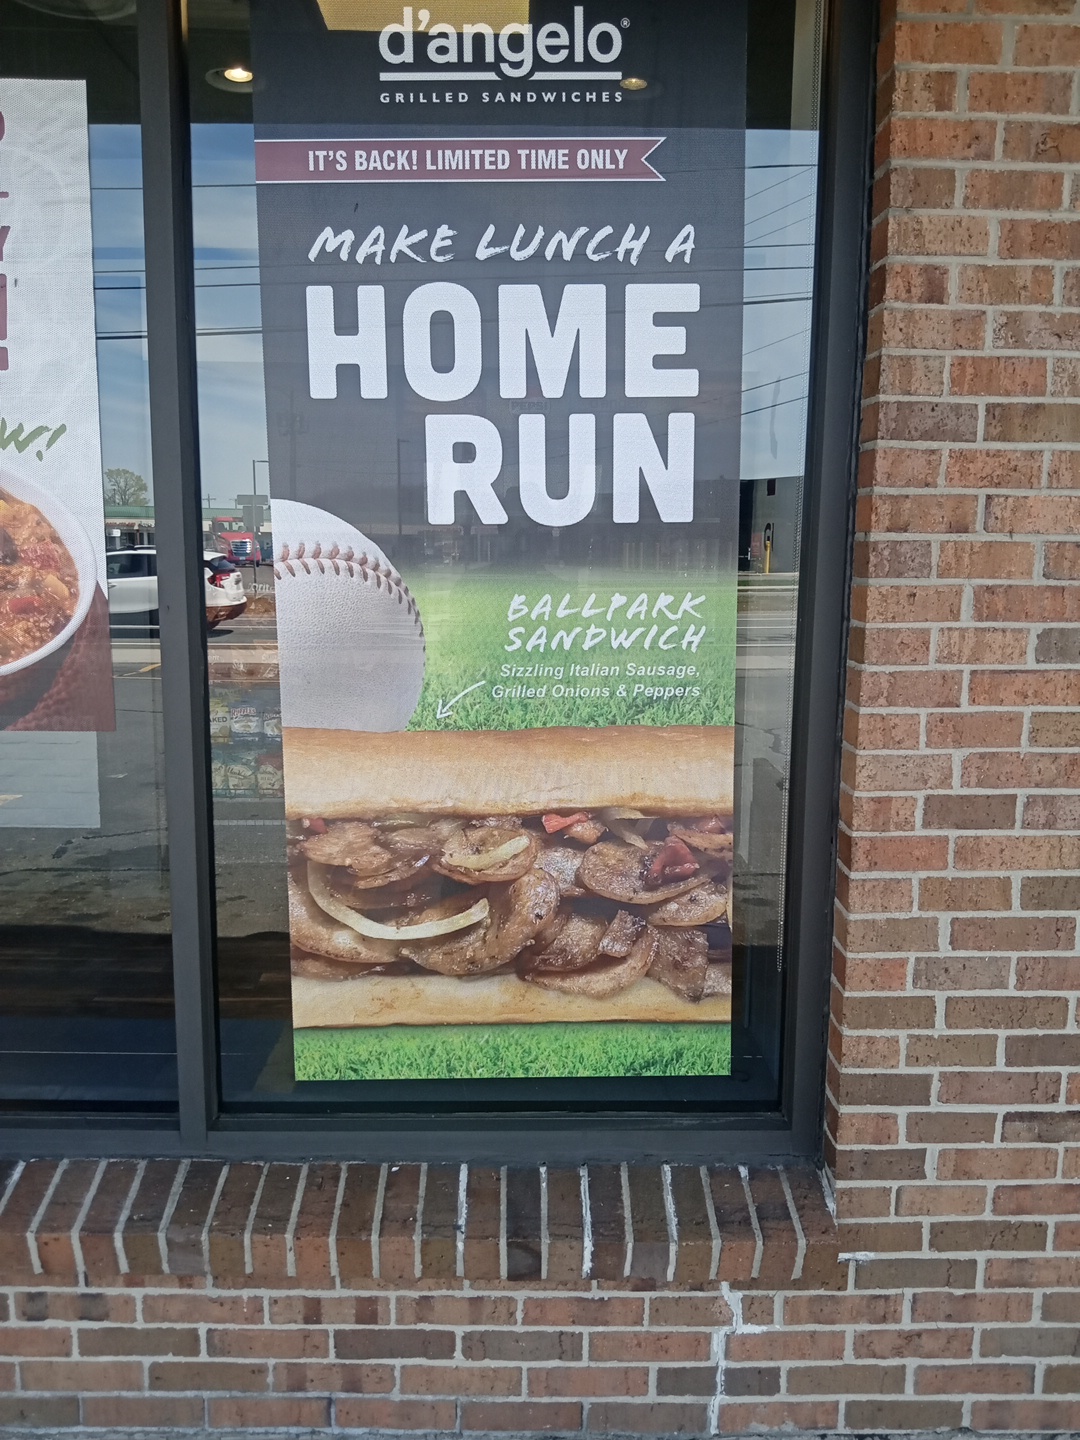 d'angelo®
GRILLED SANDWICHES
IT'S BACK! LIMITED TIME ONLY
MAKE LUNCH A
HOME
RUN
BALLPARK
SANDWICH
Sizzling Italian Sausage,
Grilled Onions & Peppers